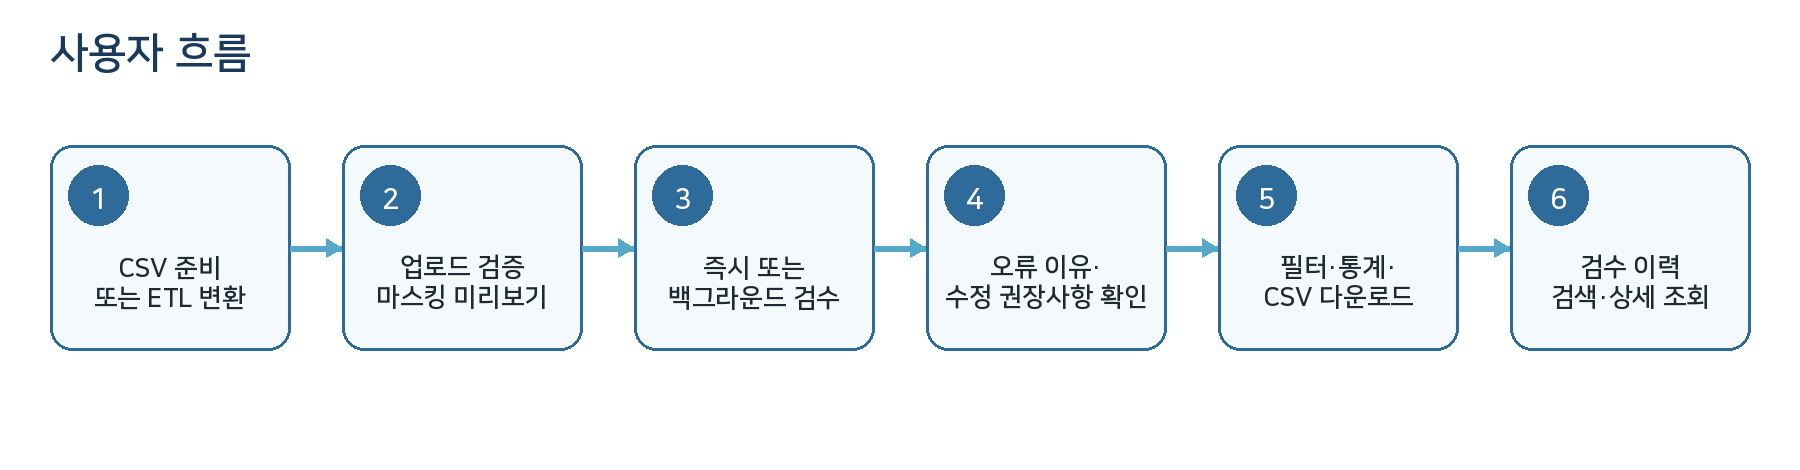 사용자 흐름
1
CSV 준비
또는 ETL 변환
2
업로드 검증
마스킹 미리보기
3
즉시 또는
백그라운드 검수
4
오류 이유·
수정 권장사항 확인
5
필터·통계·
CSV 다운로드
6
검수 이력
검색·상세 조회